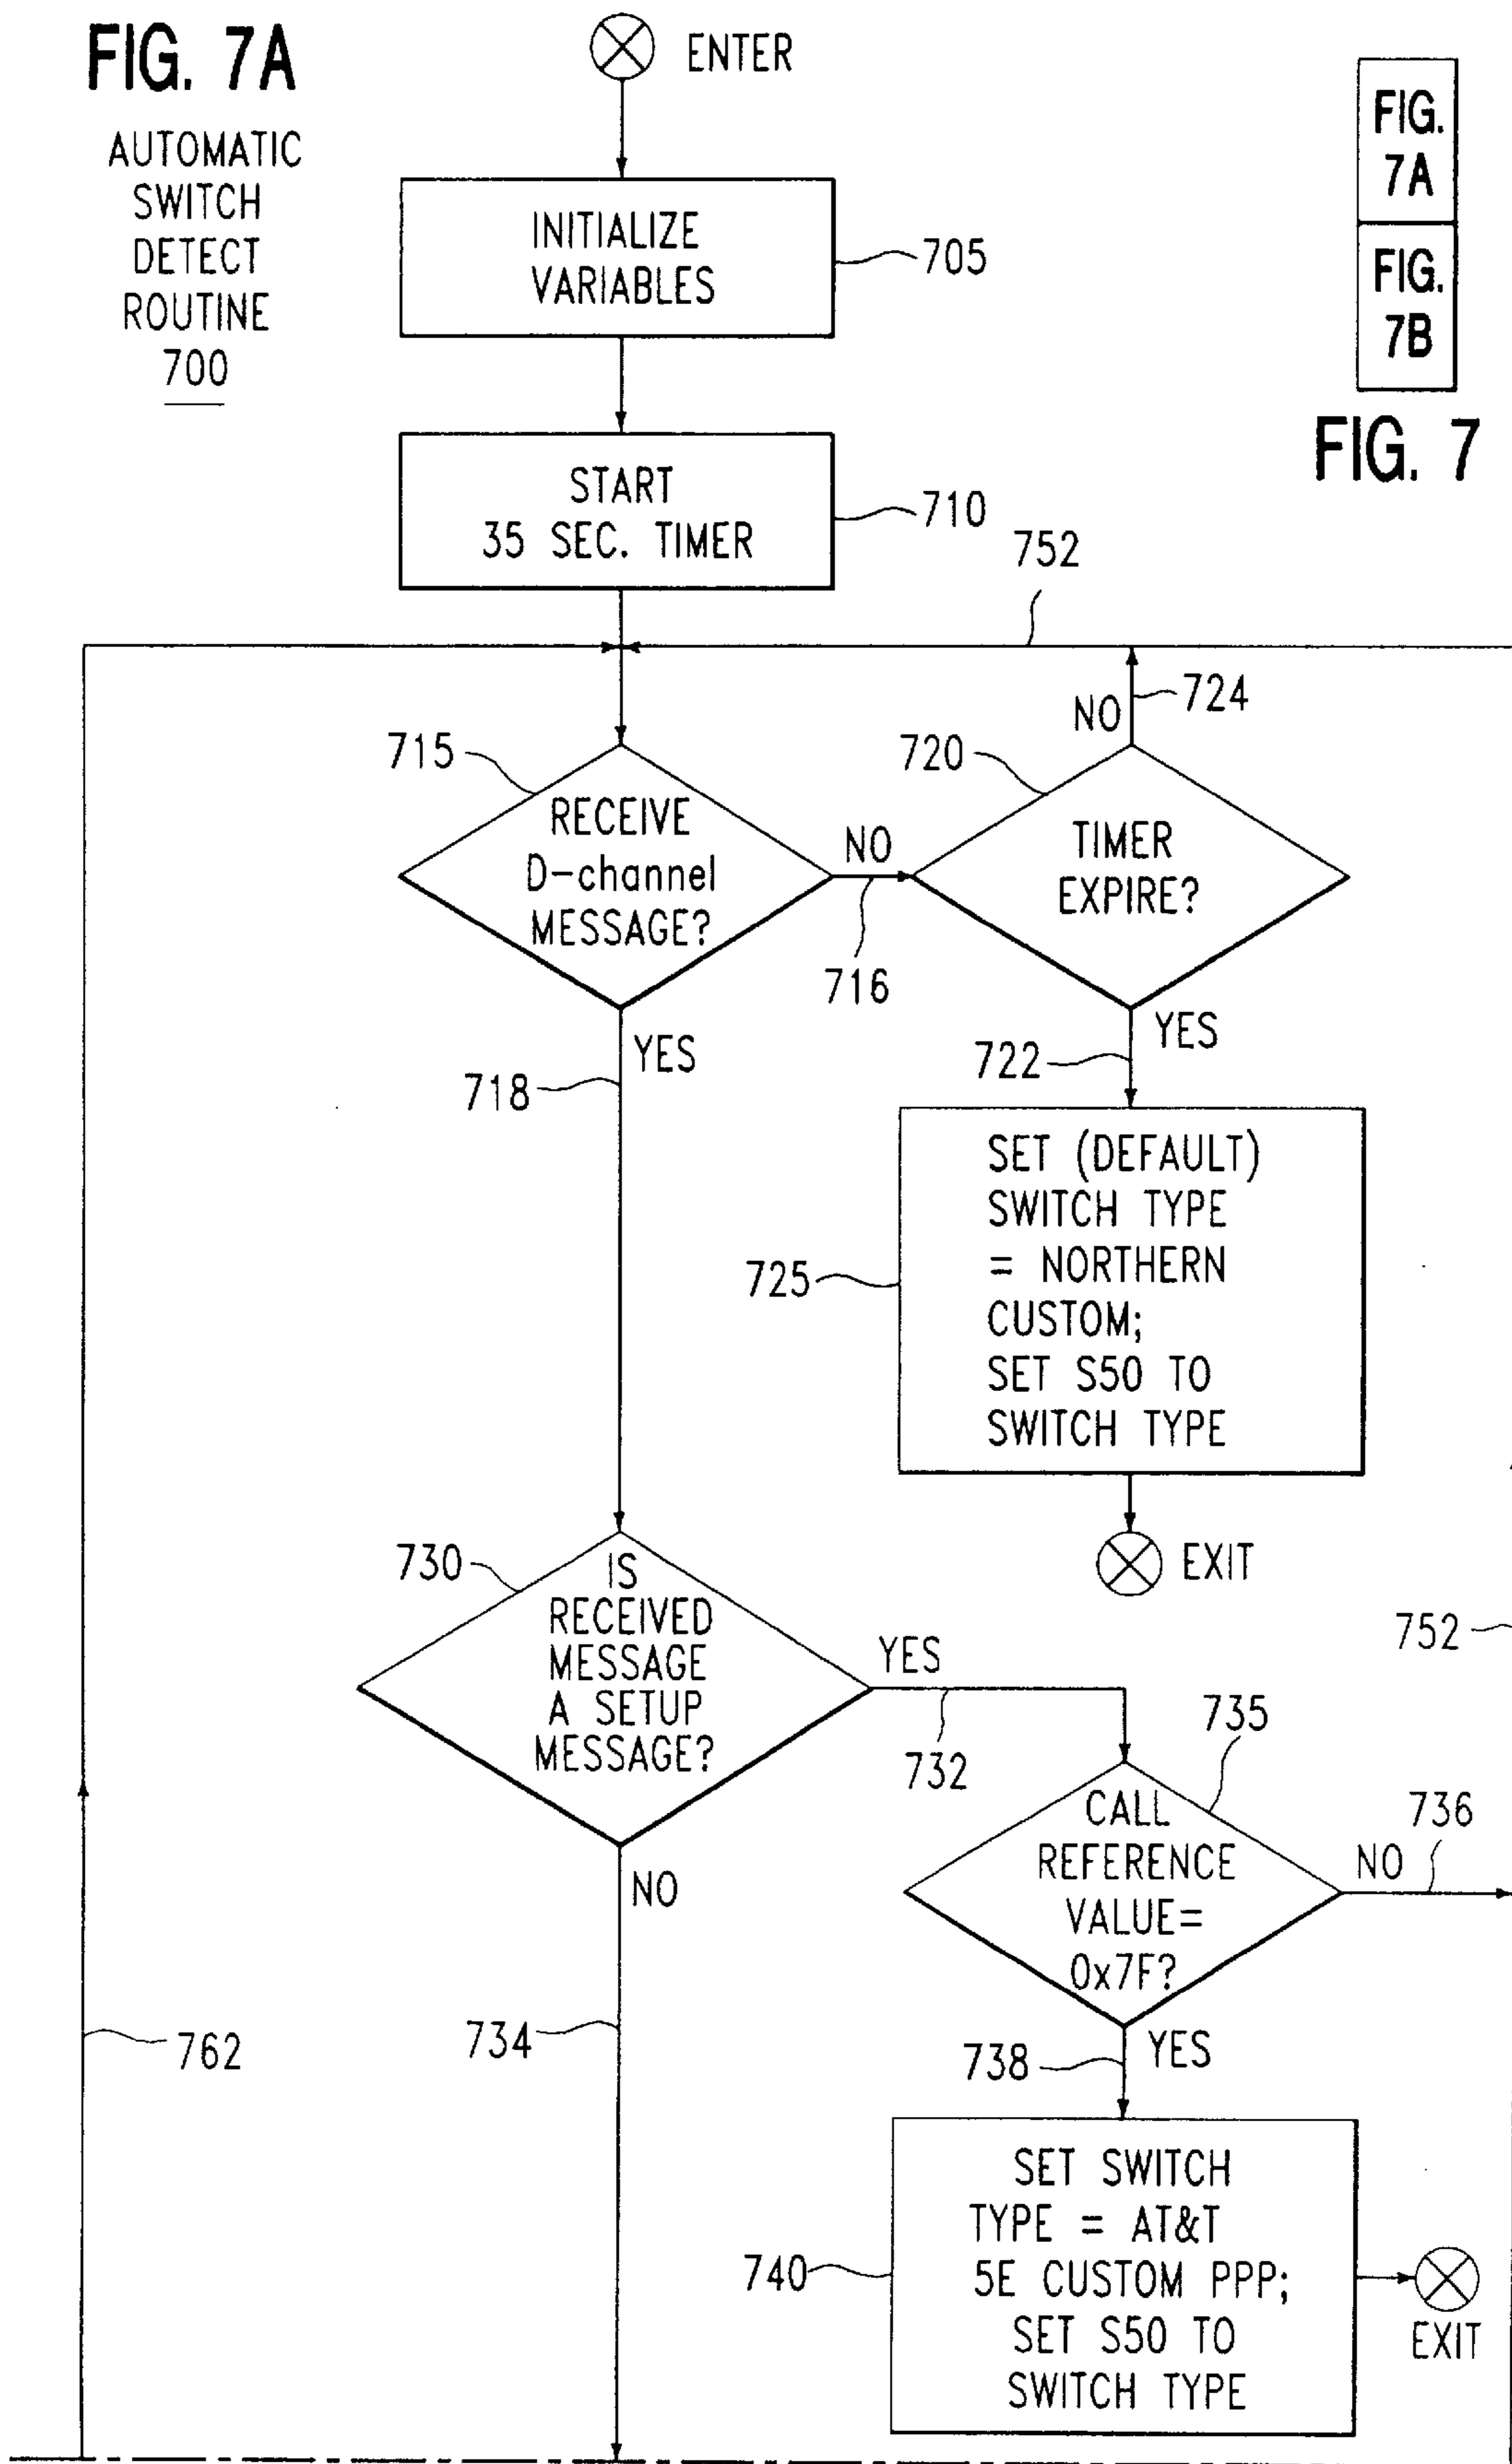 FIG. 7A
AUTOMATIC
SWITCH
DETECT
ROUTINE
700
ENTER
FIG.
7A
FIG.
7B
FIG. 7
INITIALIZE
VARIABLES
705
START
35 SEC. TIMER
710
752
724
NO
715
720
RECEIVE
D-channel
MESSAGE?
NO
716
TIMER
EXPIRE?
YES
718
YES
722
SET (DEFAULT)
SWITCH TYPE
= NORTHERN
CUSTOM;
SET S50 TO
SWITCH TYPE
725
EXIT
752
730
IS
RECEIVED
MESSAGE
A SETUP
MESSAGE?
YES
732
735
CALL
REFERENCE
VALUE=
0x7F?
736
NO
NO
734
762
738
YES
SET SWITCH
TYPE = AT&T
5E CUSTOM PPP;
SET S50 TO
SWITCH TYPE
740
EXIT